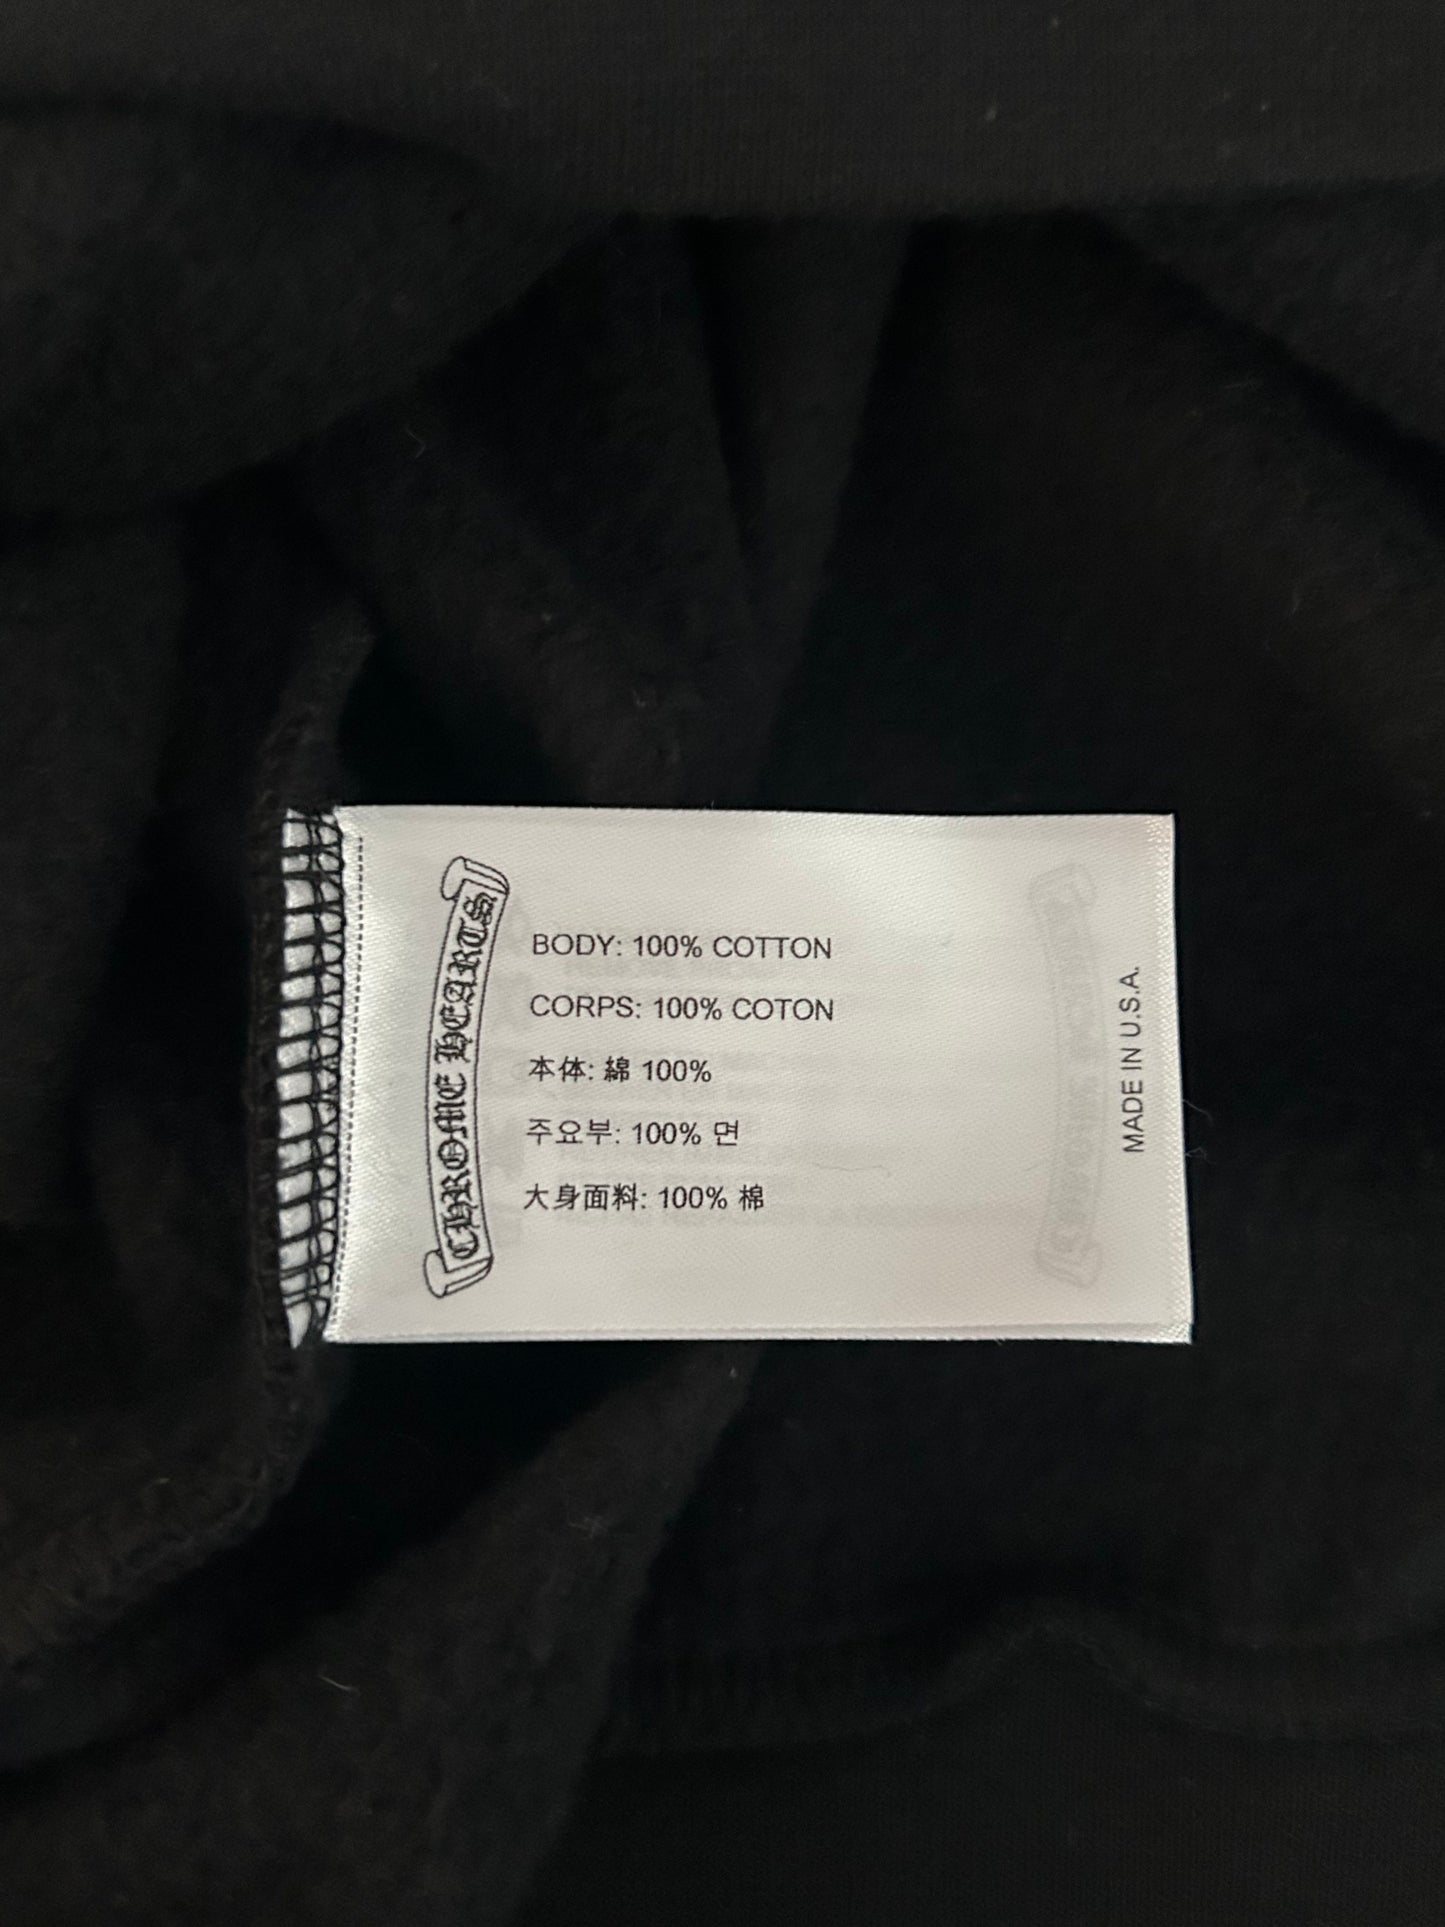 CHROME HEARTS
BODY: 100% COTTON
CORPS: 100% COTON
本体: 綿 100%
주요부: 100% 면
大身面料: 100% 棉
MADE IN U.S.A.